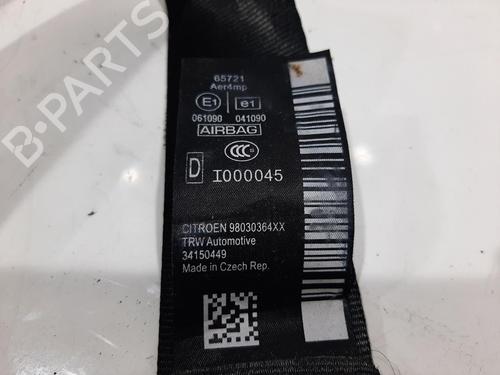 65721
Aer4mp
E1 e1
061090 041090
AIRBAG
CCC
D I000045
CITROEN 98030364XX
TRW Automotive
34150449
Made in Czech Rep.
B-PARTS